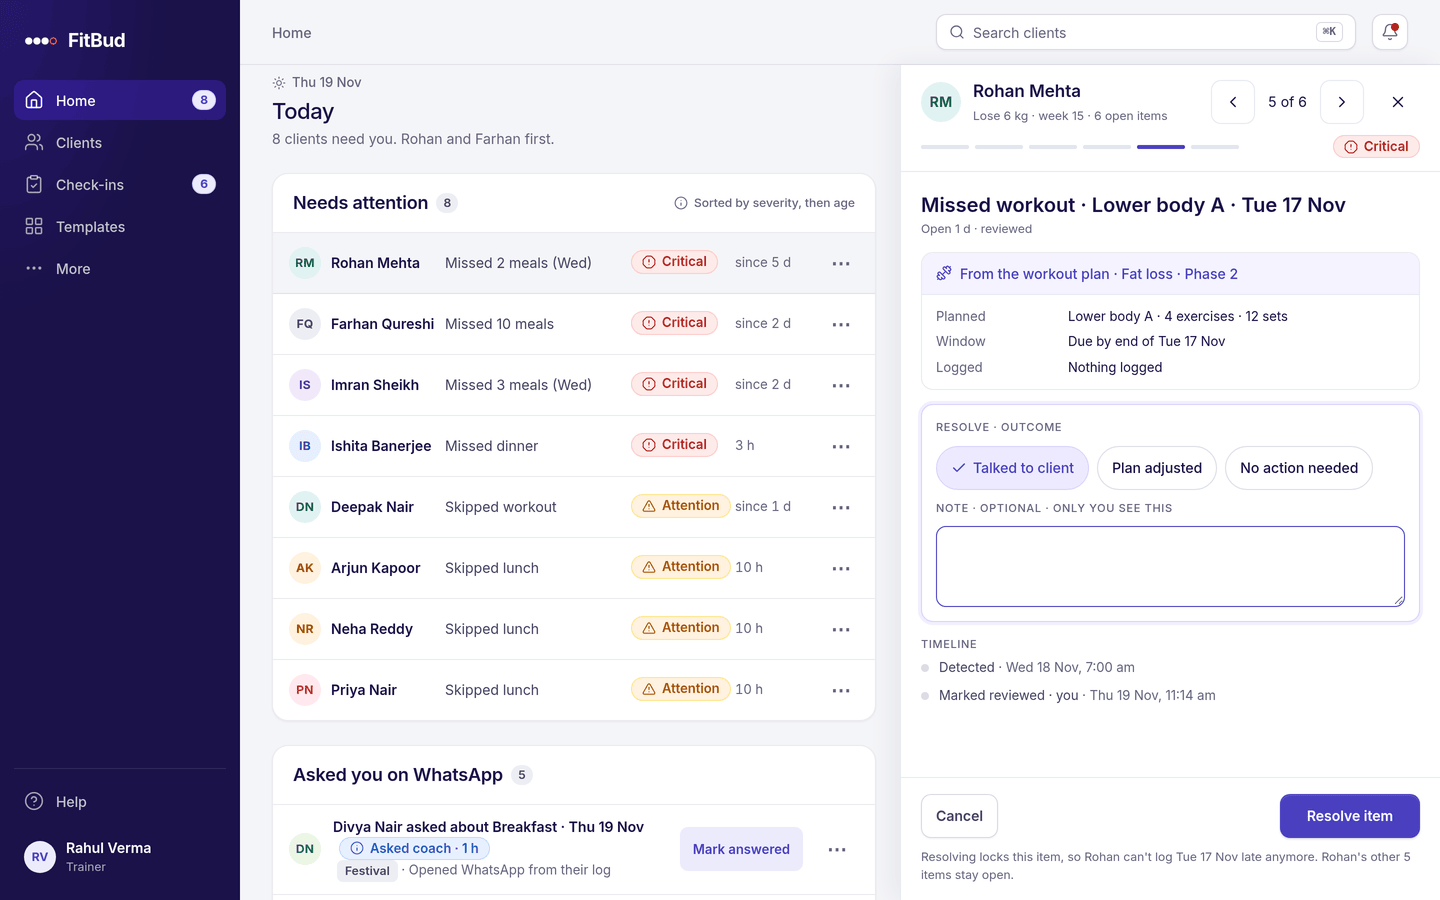 FitBud
Home 8
Clients
Check-ins 6
Templates
More
Help
RV Rahul Verma
Trainer
Home
Search clients ⌘K
Thu 19 Nov
Today
8 clients need you. Rohan and Farhan first.
Needs attention 8 Sorted by severity, then age
RM Rohan Mehta Missed 2 meals (Wed) Critical since 5 d
FQ Farhan Qureshi Missed 10 meals Critical since 2 d
IS Imran Sheikh Missed 3 meals (Wed) Critical since 2 d
IB Ishita Banerjee Missed dinner Critical 3 h
DN Deepak Nair Skipped workout Attention since 1 d
AK Arjun Kapoor Skipped lunch Attention 10 h
NR Neha Reddy Skipped lunch Attention 10 h
PN Priya Nair Skipped lunch Attention 10 h
Asked you on WhatsApp 5
DN Divya Nair asked about Breakfast · Thu 19 Nov
Asked coach · 1 h
Festival · Opened WhatsApp from their log
Mark answered
RM Rohan Mehta
Lose 6 kg · week 15 · 6 open items
5 of 6
Critical
Missed workout · Lower body A · Tue 17 Nov
Open 1 d · reviewed
From the workout plan · Fat loss · Phase 2
Planned Lower body A · 4 exercises · 12 sets
Window Due by end of Tue 17 Nov
Logged Nothing logged
RESOLVE · OUTCOME
Talked to client Plan adjusted No action needed
NOTE · OPTIONAL · ONLY YOU SEE THIS
TIMELINE
Detected · Wed 18 Nov, 7:00 am
Marked reviewed · you · Thu 19 Nov, 11:14 am
Cancel Resolve item
Resolving locks this item, so Rohan can't log Tue 17 Nov late anymore. Rohan's other 5
items stay open.